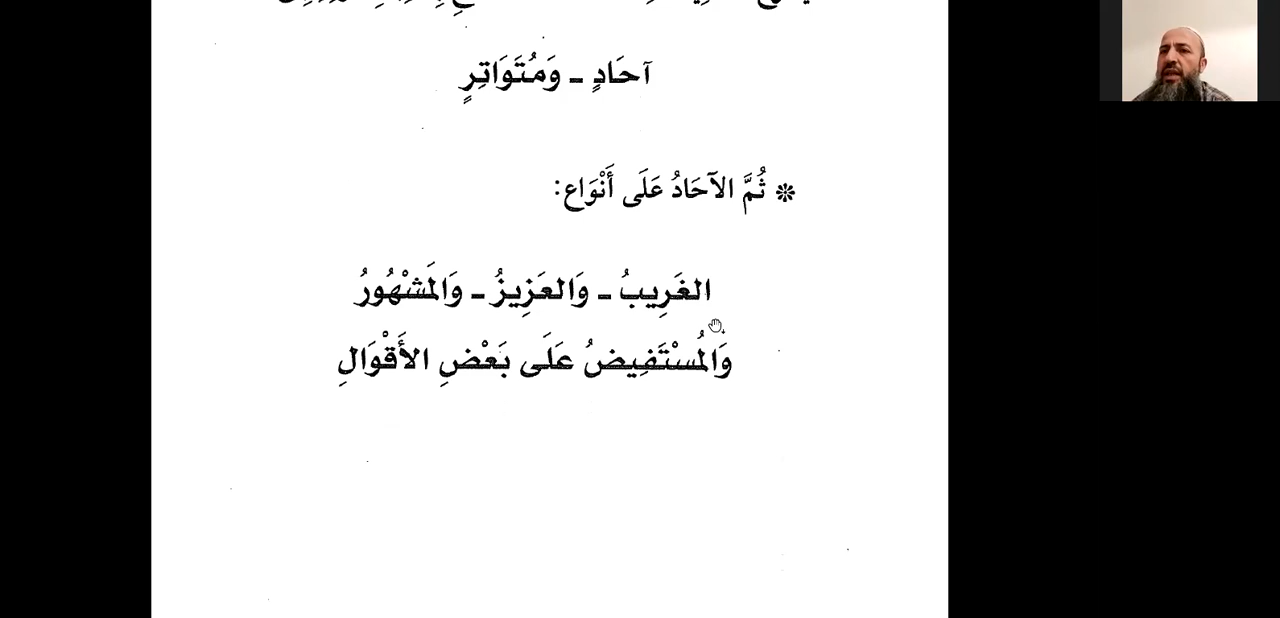 آحَادٍ ـ وَمُتَوَاتِرٍ
* ثُمَّ الآحَادُ عَلَى أَنْوَاعٍ:
الغَرِيبُ ـ وَالعَزِيزُ ـ وَالمَشْهُورُ
وَالمُسْتَفِيضُ عَلَى بَعْضِ الأَقْوَالِ